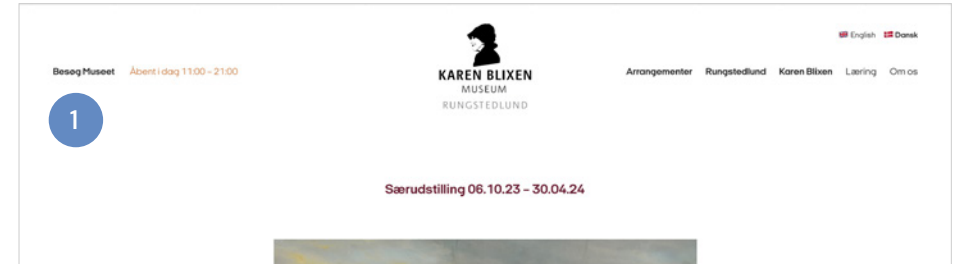 English Dansk
Besøg Museet Åbent i dag 11:00 – 21:00
KAREN BLIXEN
MUSEUM
RUNGSTEDLUND
Arrangementer Rungstedlund Karen Blixen Læring Om os
1
Særudstilling 06.10.23 – 30.04.24